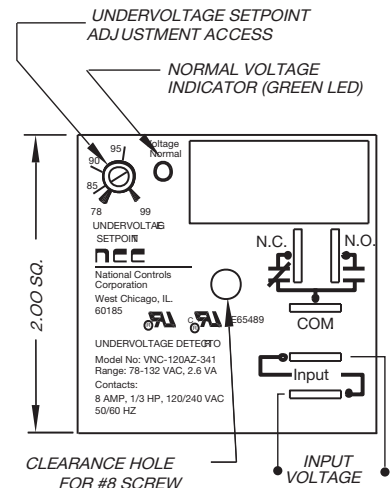 UNDERVOLTAGE SETPOINT
ADJUSTMENT ACCESS
NORMAL VOLTAGE
INDICATOR (GREEN LED)
Voltage
Normal
95
90
85
78
99
UNDERVOLTAGE
SETPOINT
ncc
National Controls
Corporation
West Chicago, IL.
60185
E65489
UNDERVOLTAGE DETECTO
Model No: VNC-120AZ-341
Range: 78-132 VAC, 2.6 VA
Contacts:
8 AMP, 1/3 HP, 120/240 VAC
50/60 HZ
N.C.
N.O.
COM
Input
2.00 SQ.
CLEARANCE HOLE
FOR #8 SCREW
INPUT
VOLTAGE